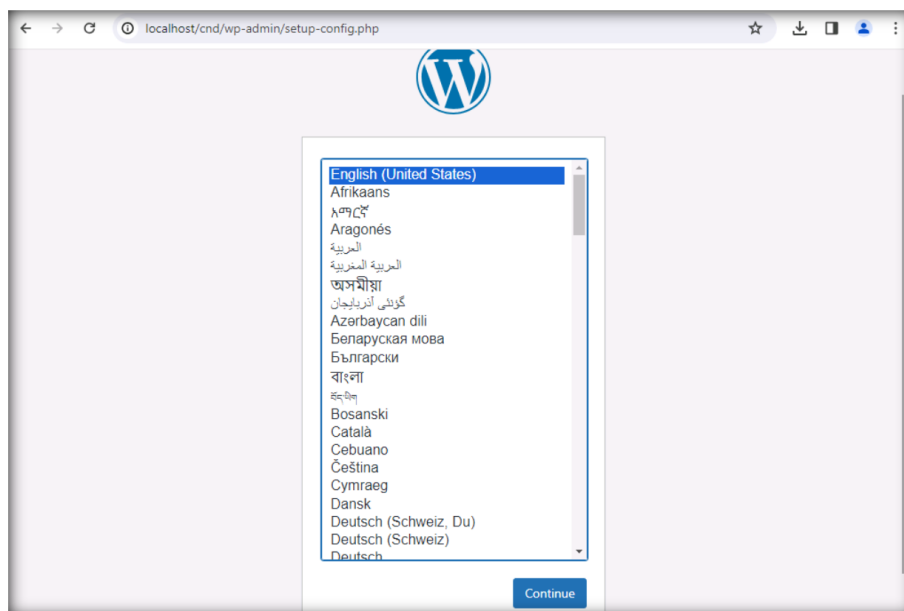 localhost/cnd/wp-admin/setup-config.php
English (United States)
Afrikaans
አማርኛ
Aragonés
العربية
العربية المغربية
অসমীয়া
گؤنئی آذربایجان
Azərbaycan dili
Беларуская мова
Български
বাংলা
བོད་ཡིག
Bosanski
Català
Cebuano
Čeština
Cymraeg
Dansk
Deutsch (Schweiz, Du)
Deutsch (Schweiz)
Deutsch
Continue